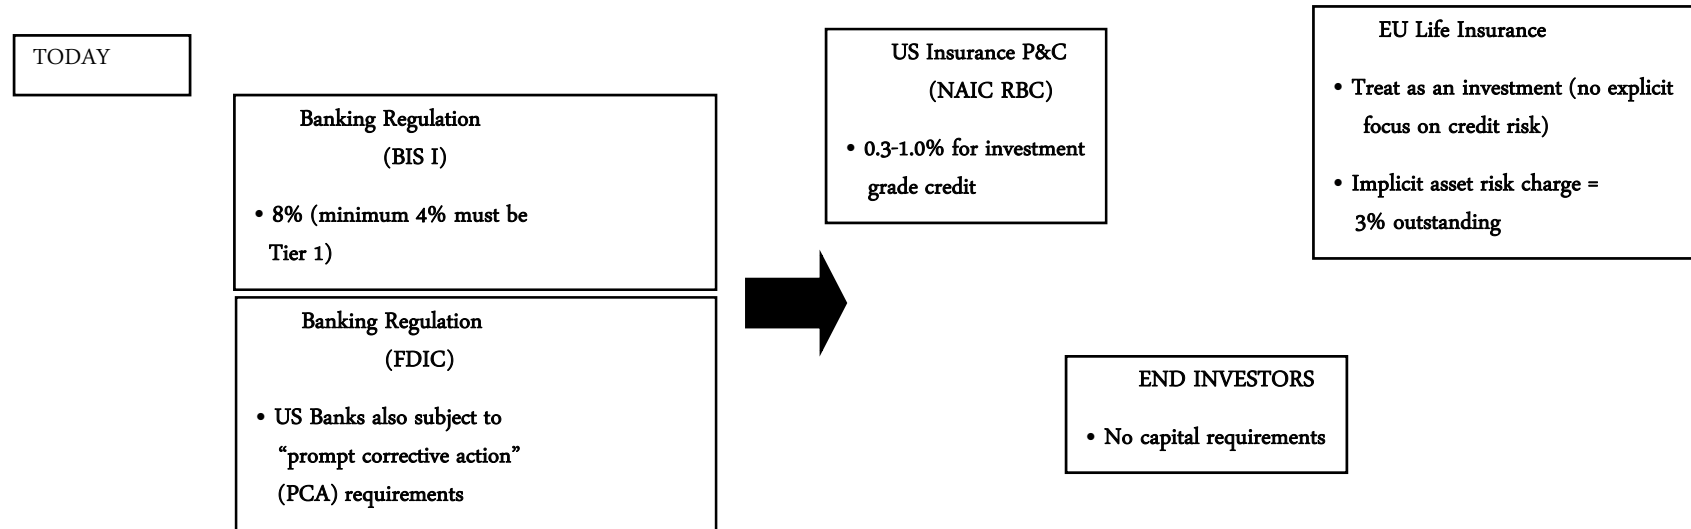 TODAY
Banking Regulation
(BIS I)
• 8% (minimum 4% must be
Tier 1)
Banking Regulation
(FDIC)
• US Banks also subject to
“prompt corrective action”
(PCA) requirements
US Insurance P&C
(NAIC RBC)
• 0.3-1.0% for investment
grade credit
EU Life Insurance
• Treat as an investment (no explicit
focus on credit risk)
• Implicit asset risk charge =
3% outstanding
END INVESTORS
• No capital requirements